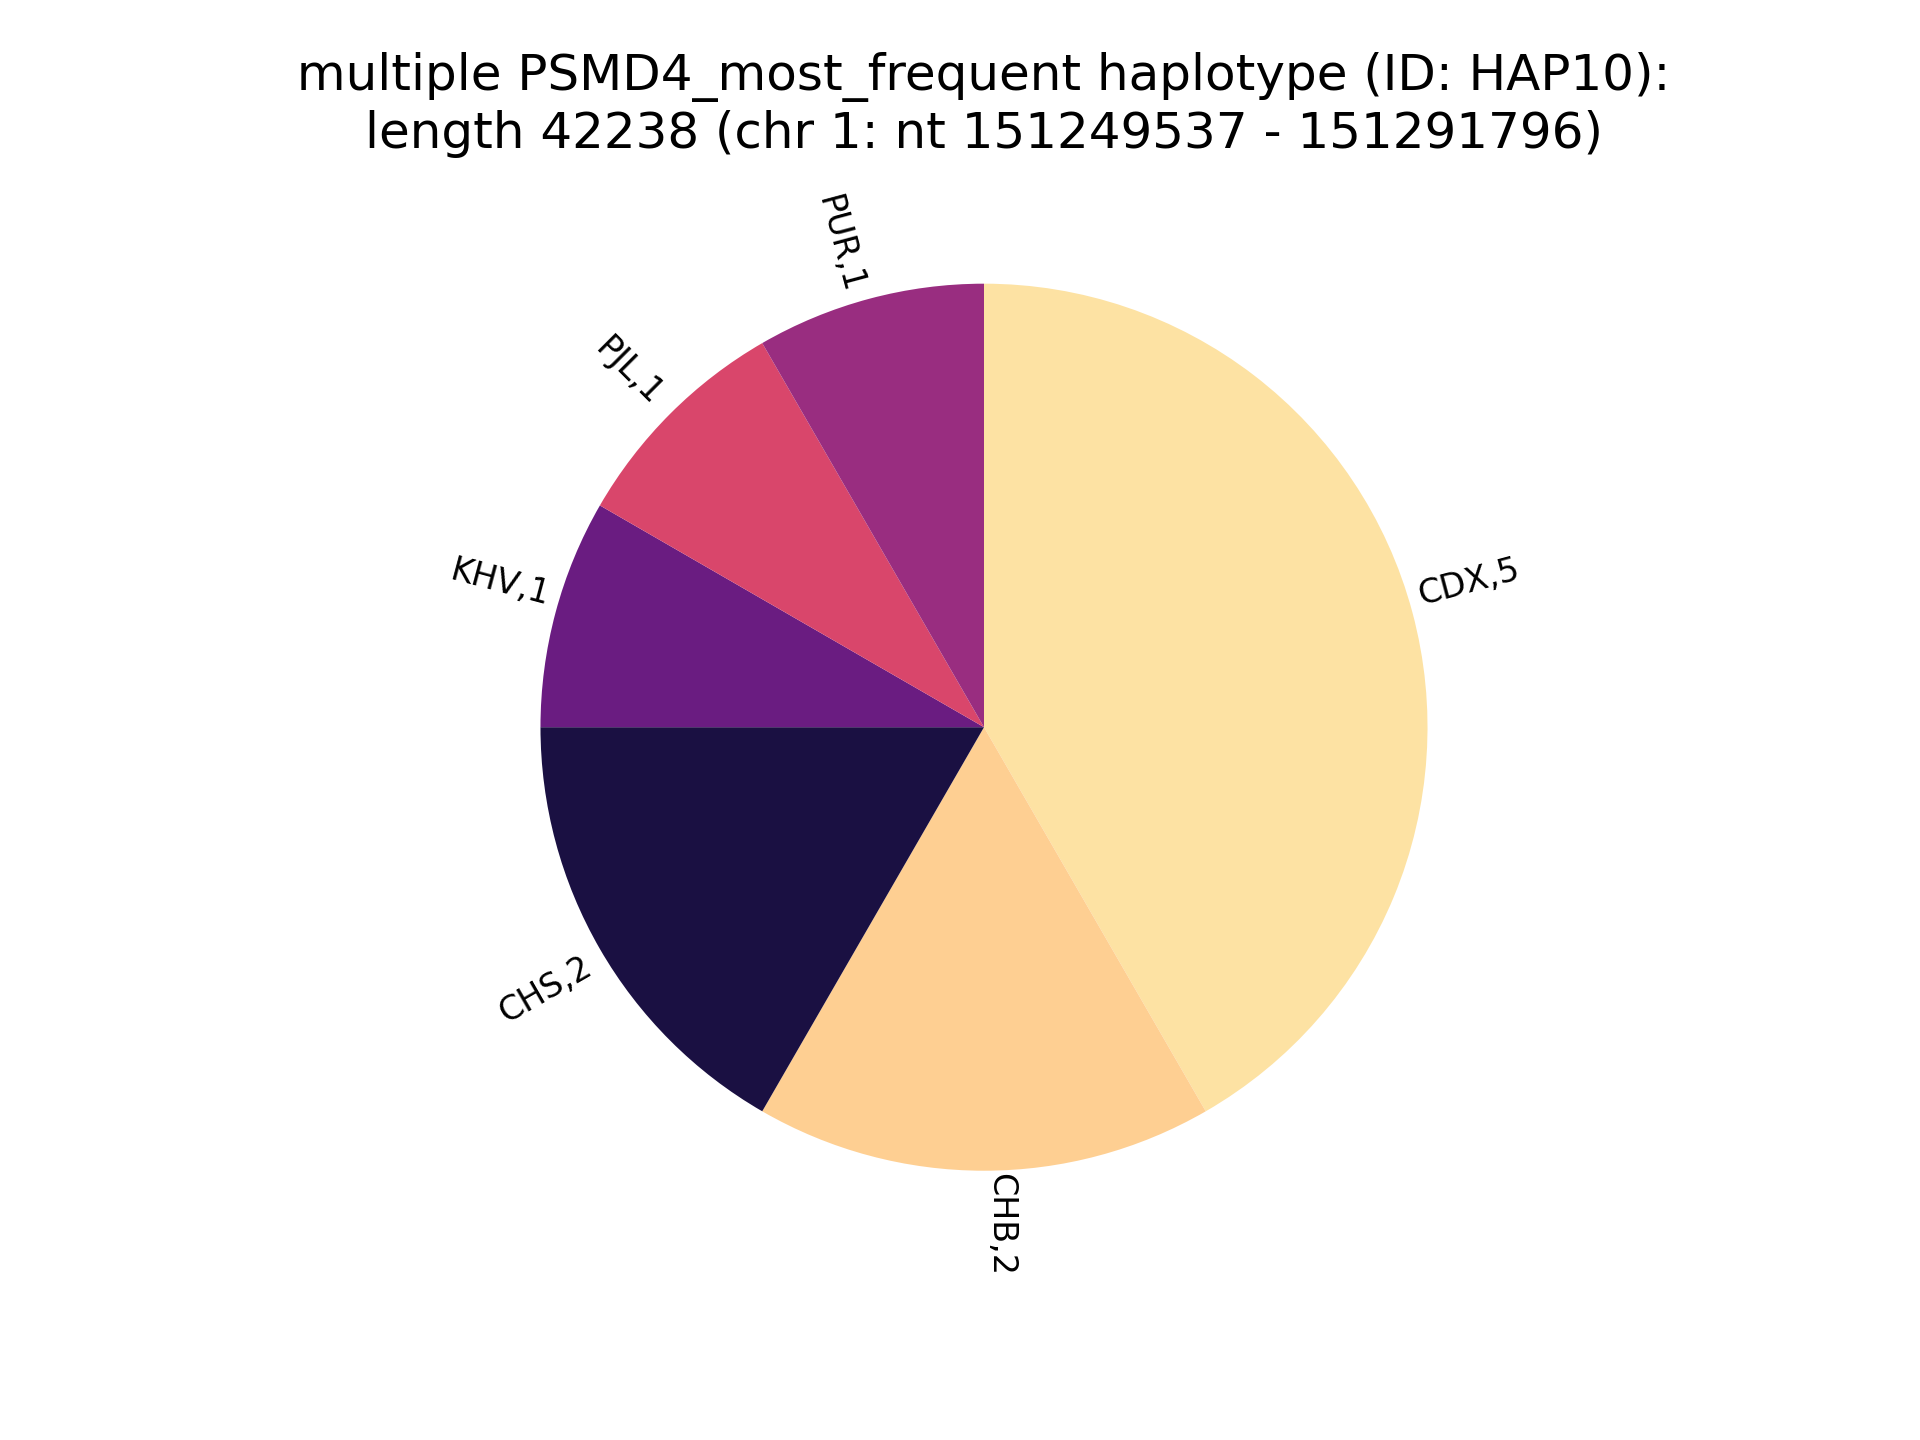 multiple PSMD4_most_frequent haplotype (ID: HAP10):
length 42238 (chr 1: nt 151249537 - 151291796)
PUR,1
PJL,1
KHV,1
CDX,5
CHS,2
CHB,2